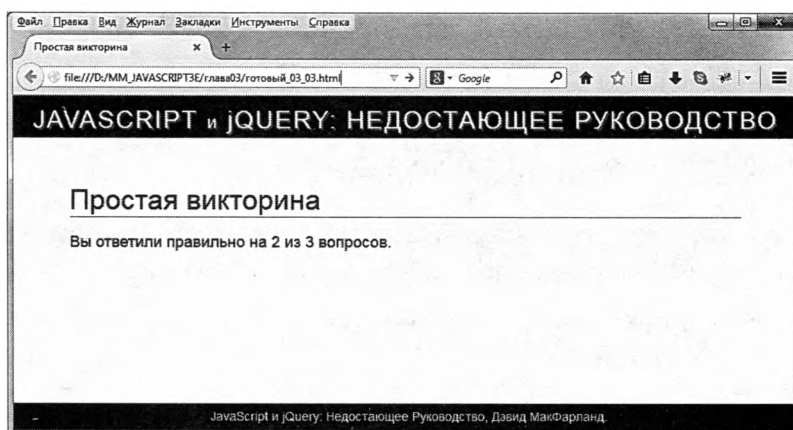 Файл Правка Вид Журнал Закладки Инструменты Справка
Простая викторина × +
file:///D:/MM_JAVASCRIPT3E/глава03/готовый_03_03.html 8 Google
JAVASCRIPT и jQUERY: НЕДОСТАЮЩЕЕ РУКОВОДСТВО
Простая викторина
Вы ответили правильно на 2 из 3 вопросов.
JavaScript и jQuery: Недостающее Руководство, Дэвид МакФарланд.